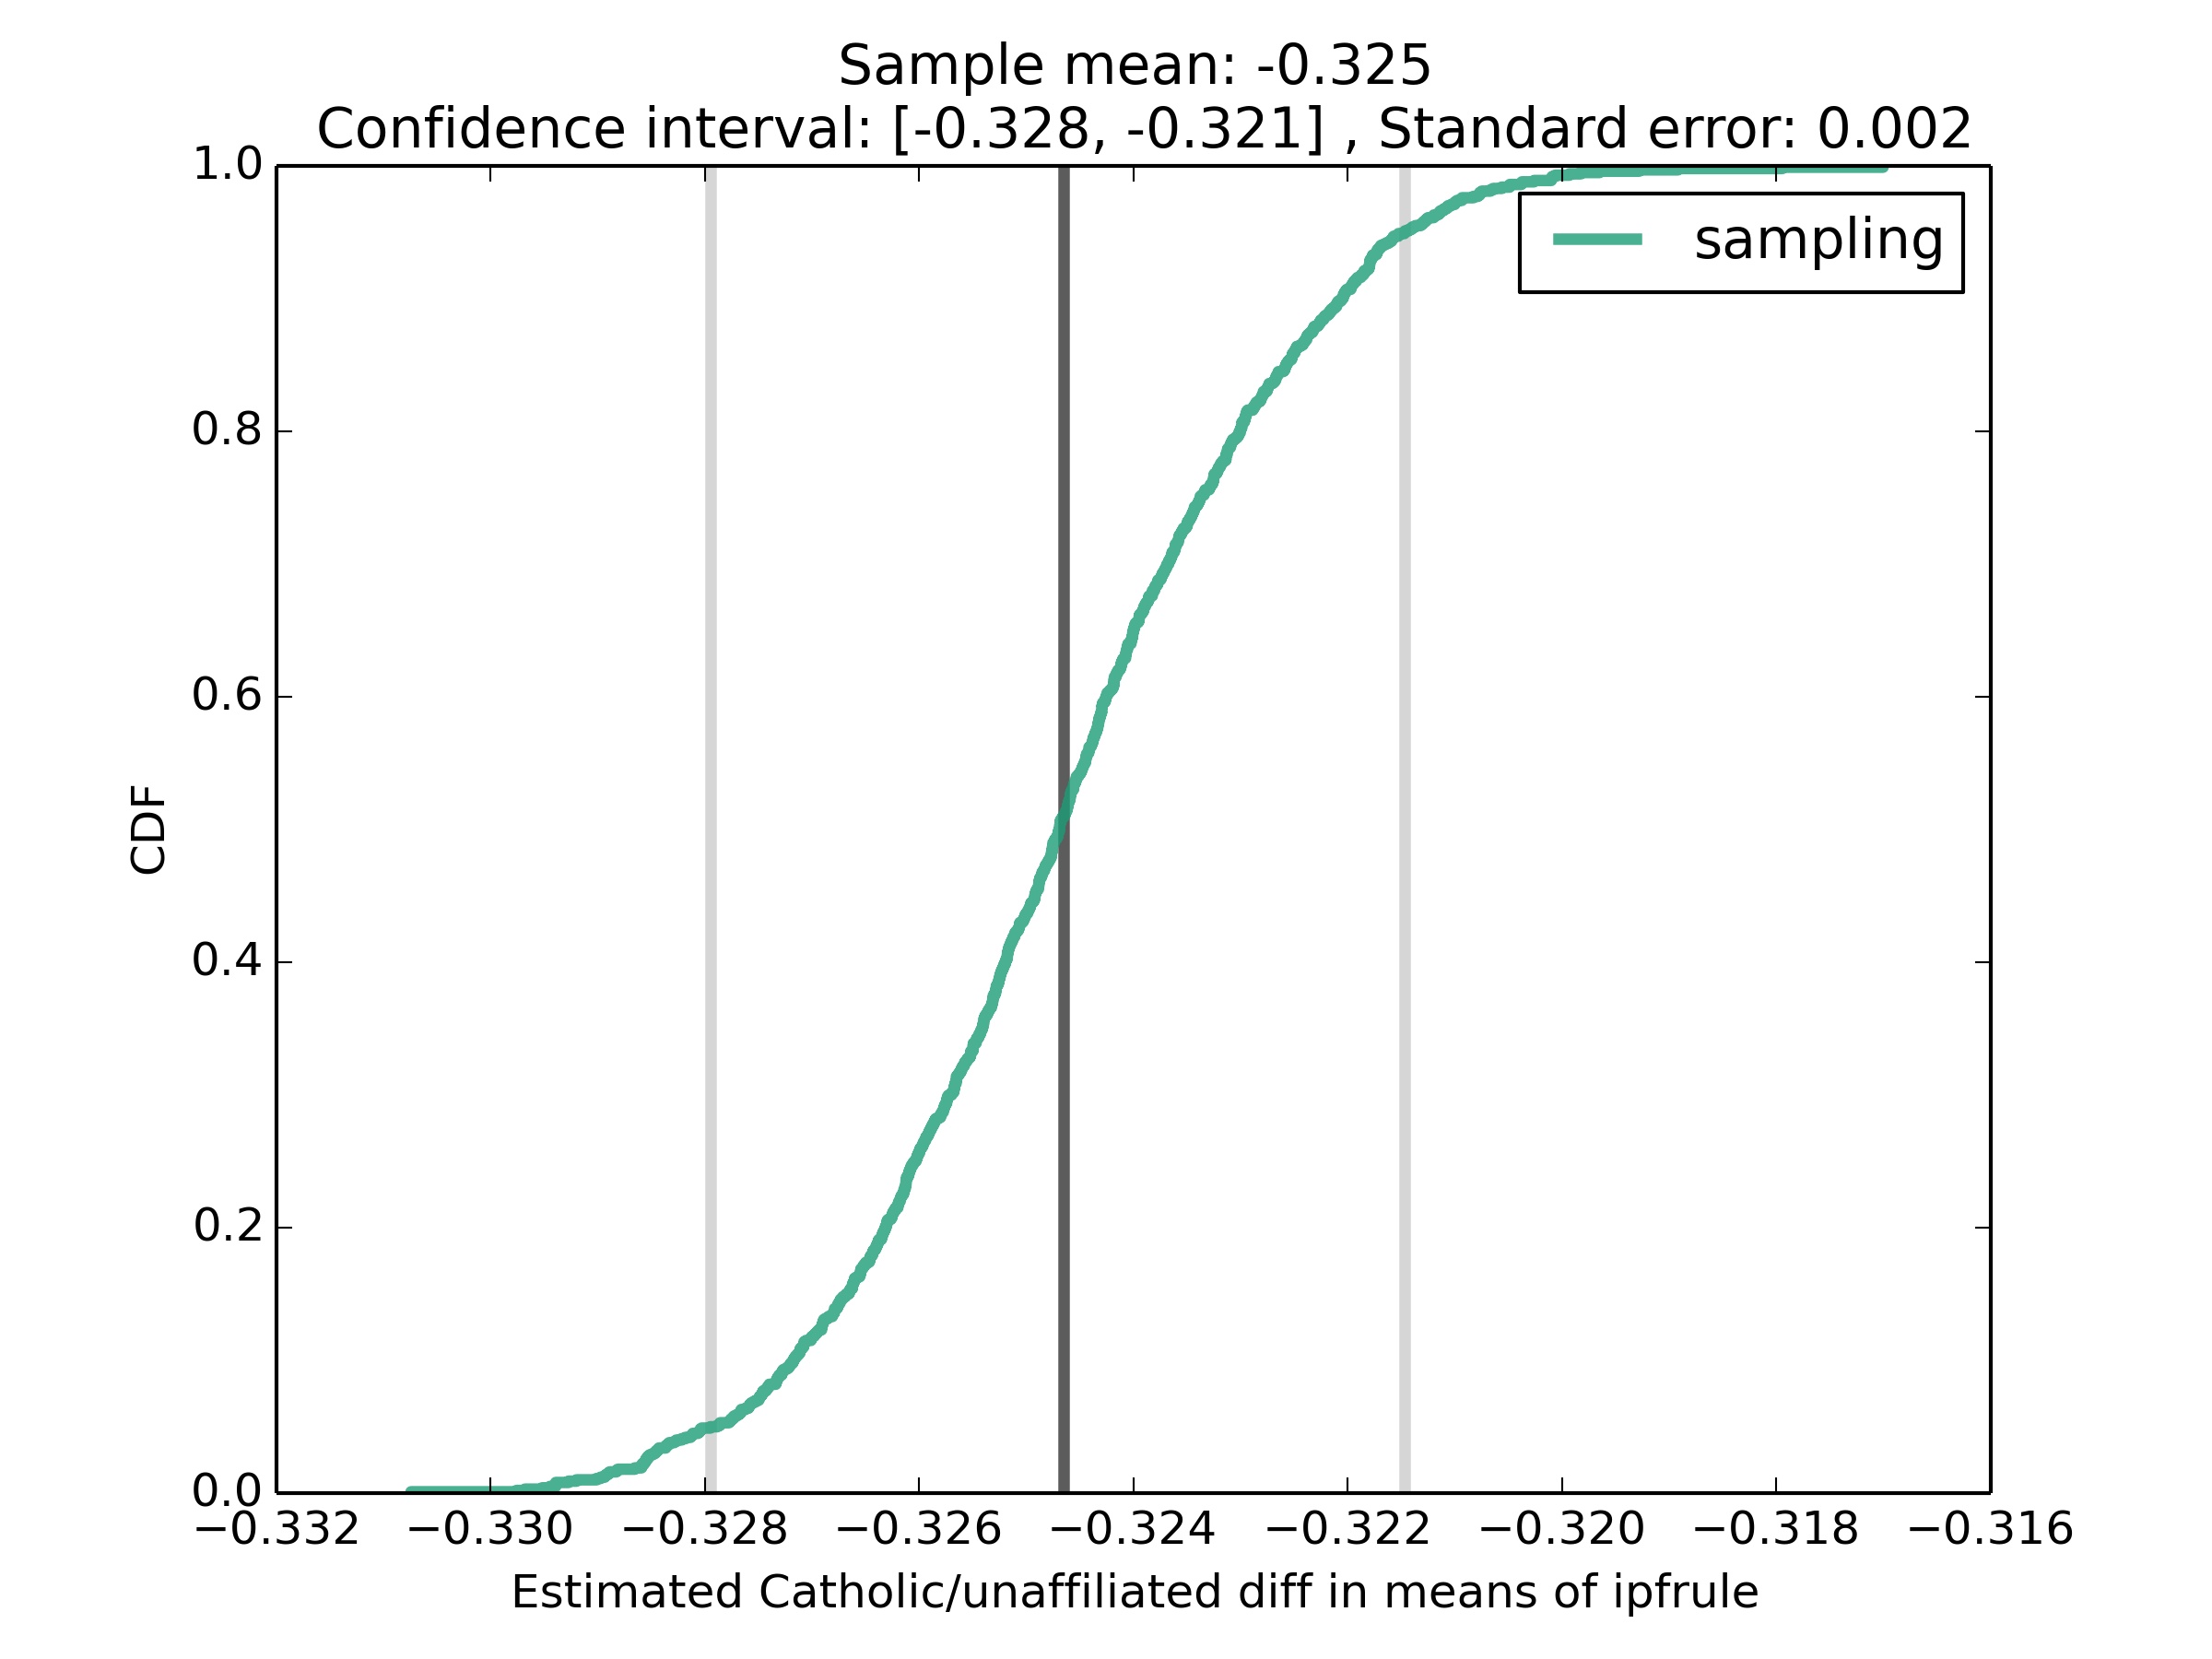 Sample mean: -0.325
Confidence interval: [-0.328, -0.321] , Standard error: 0.002
sampling
1.0
0.8
0.6
0.4
0.2
0.0
CDF
−0.332 −0.330 −0.328 −0.326 −0.324 −0.322 −0.320 −0.318 −0.316
Estimated Catholic/unaffiliated diff in means of ipfrule